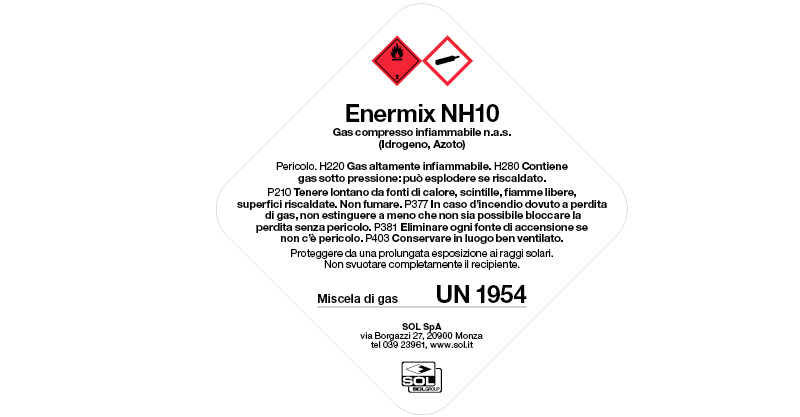 2
Enermix NH10
Gas compresso infiammabile n.a.s.
(Idrogeno, Azoto)
Pericolo. H220 Gas altamente infiammabile. H280 Contiene
gas sotto pressione: può esplodere se riscaldato.
P210 Tenere lontano da fonti di calore, scintille, fiamme libere,
superfici riscaldate. Non fumare. P377 In caso d'incendio dovuto a perdita
di gas, non estinguere a meno che non sia possibile bloccare la
perdita senza pericolo. P381 Eliminare ogni fonte di accensione se
non c'è pericolo. P403 Conservare in luogo ben ventilato.
Proteggere da una prolungata esposizione ai raggi solari.
Non svuotare completamente il recipiente.
Miscela di gas UN 1954
SOL SpA
via Borgazzi 27, 20900 Monza
tel 039 23961, www.sol.it
SOL
SOLGROUP